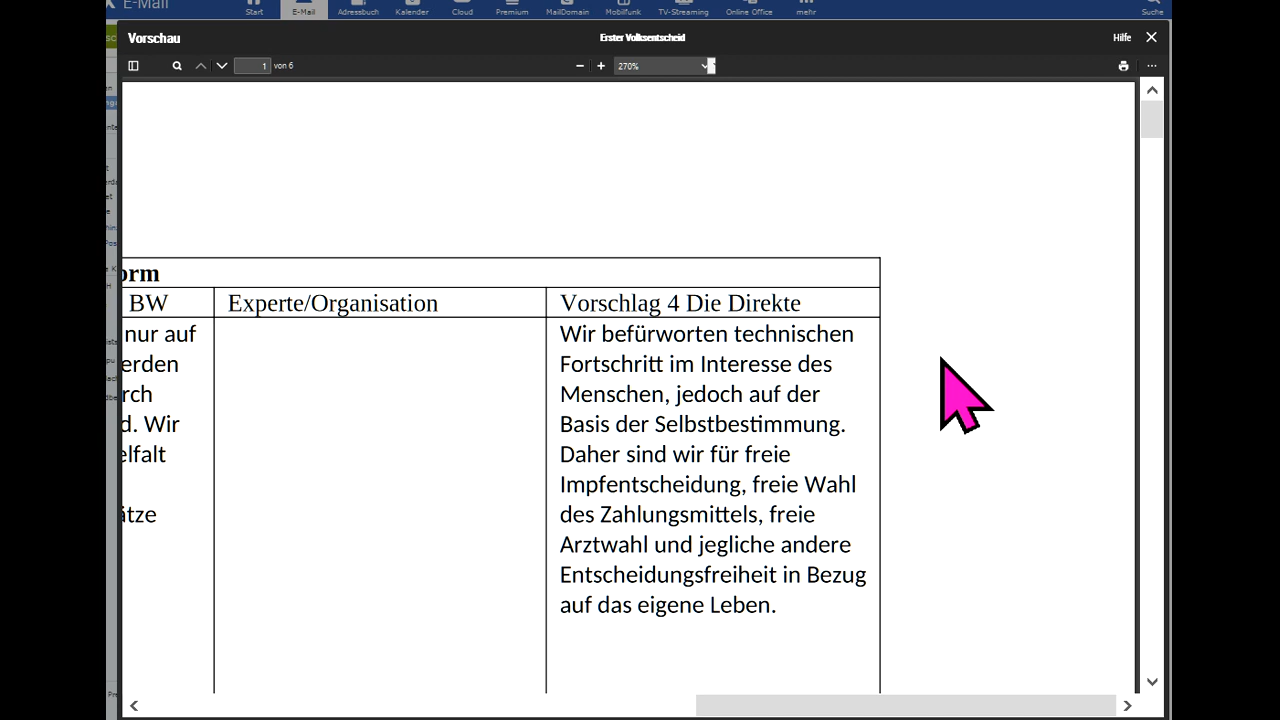 E-Mail
Start
E-Mail
Adressbuch
Kalender
Cloud
Premium
MailDomain
Mobilfunk
TV-Streaming
Online Office
mehr
Suche
Vorschau
Erster Volksentscheid
Hilfe
1 von 6
270%
orm
BW
Experte/Organisation
Vorschlag 4 Die Direkte
nur auf
erden
rch
d. Wir
elfalt
ätze
Wir befürworten technischen
Fortschritt im Interesse des
Menschen, jedoch auf der
Basis der Selbstbestimmung.
Daher sind wir für freie
Impfentscheidung, freie Wahl
des Zahlungsmittels, freie
Arztwahl und jegliche andere
Entscheidungsfreiheit in Bezug
auf das eigene Leben.